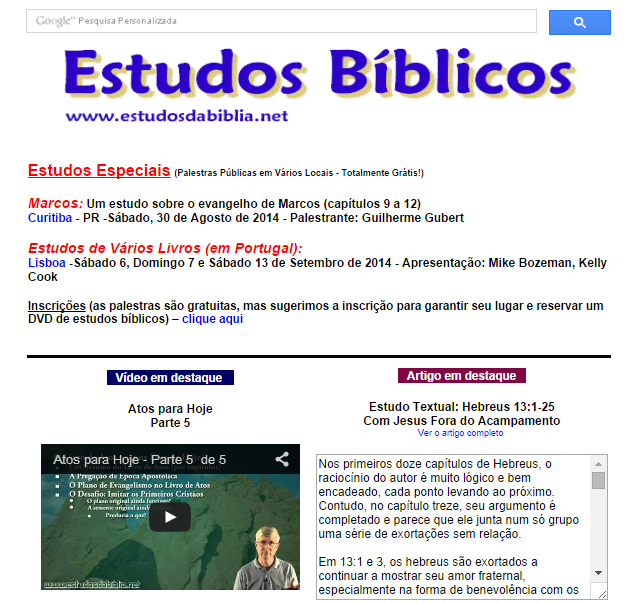 Google™ Pesquisa Personalizada
Estudos Bíblicos
www.estudosdabiblia.net
Estudos Especiais (Palestras Públicas em Vários Locais - Totalmente Grátis!)
Marcos: Um estudo sobre o evangelho de Marcos (capítulos 9 a 12)
Curitiba - PR -Sábado, 30 de Agosto de 2014 - Palestrante: Guilherme Gubert
Estudos de Vários Livros (em Portugal):
Lisboa -Sábado 6, Domingo 7 e Sábado 13 de Setembro de 2014 - Apresentação: Mike Bozeman, Kelly
Cook
Inscrições (as palestras são gratuitas, mas sugerimos a inscrição para garantir seu lugar e reservar um
DVD de estudos bíblicos) – clique aqui
Vídeo em destaque
Atos para Hoje
Parte 5
Atos para Hoje - Parte 5 de 5
A Pregação da Época Apostólica
O Plano de Evangelismo no Livro de Atos
O Desafio: Imitar os Primeiros Cristãos
O plano original ainda funciona?
A semente original ainda
Produzia o que?
www.estudosdabiblia.net
Artigo em destaque
Estudo Textual: Hebreus 13:1-25
Com Jesus Fora do Acampamento
Ver o artigo completo
Nos primeiros doze capítulos de Hebreus, o
raciocínio do autor é muito lógico e bem
encadeado, cada ponto levando ao próximo.
Contudo, no capítulo treze, seu argumento é
completado e parece que ele junta num só grupo
uma série de exortações sem relação.
Em 13:1 e 3, os hebreus são exortados a
continuar a mostrar seu amor fraternal,
especialmente na forma de benevolência com os